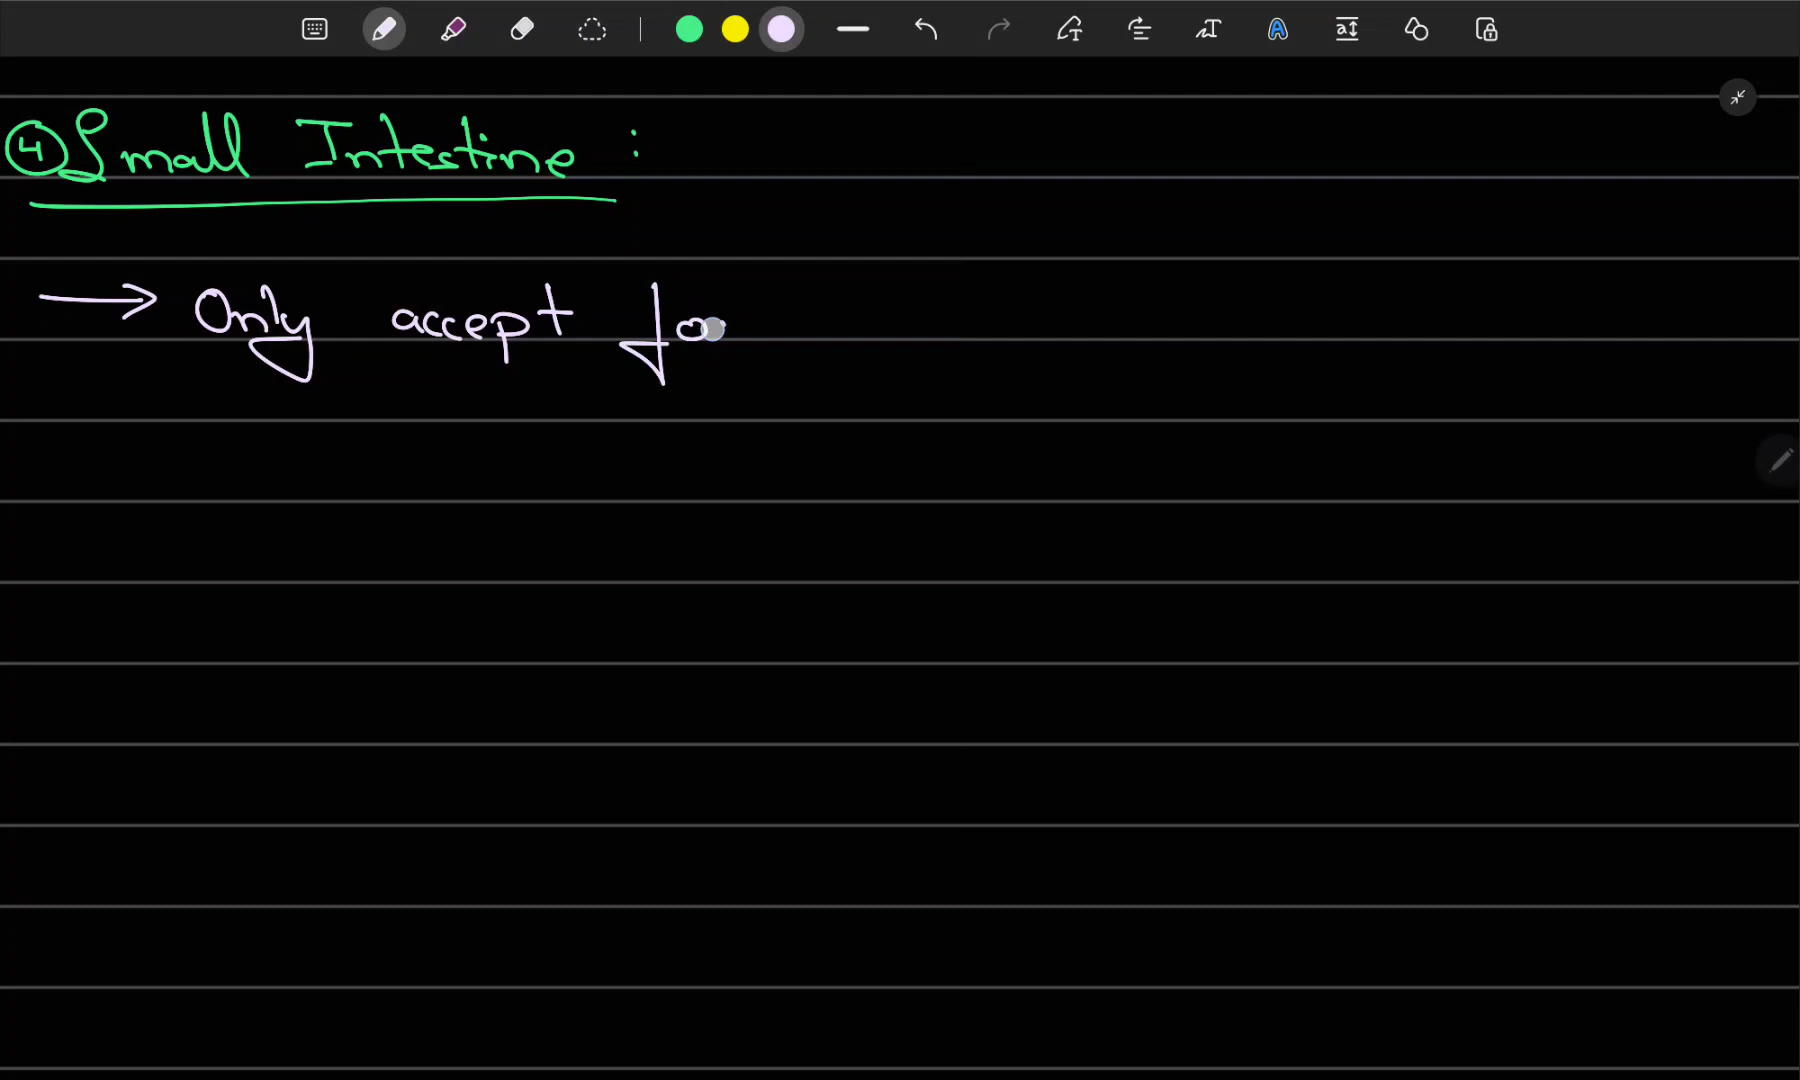 ④ Small Intestine :
→ Only accept fo